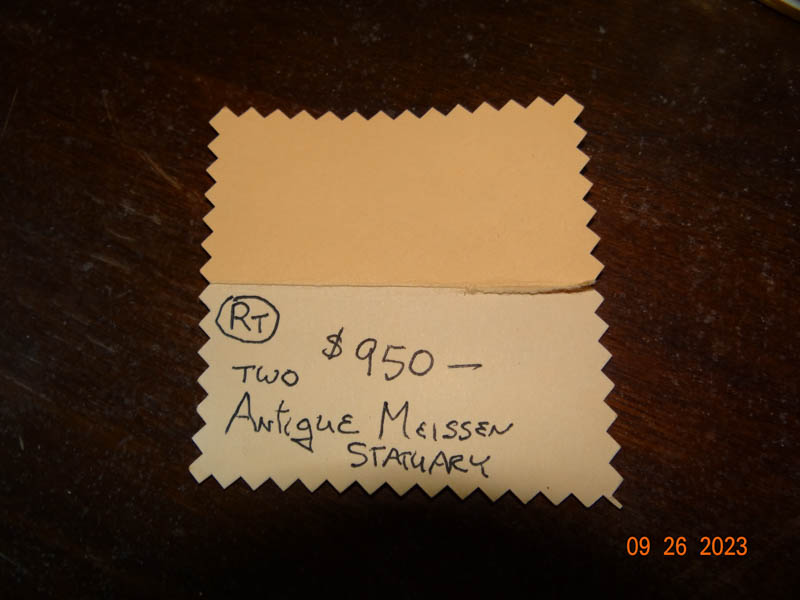 RT
$950 —
TWO
Antique Meissen
STATUARY
09 26 2023